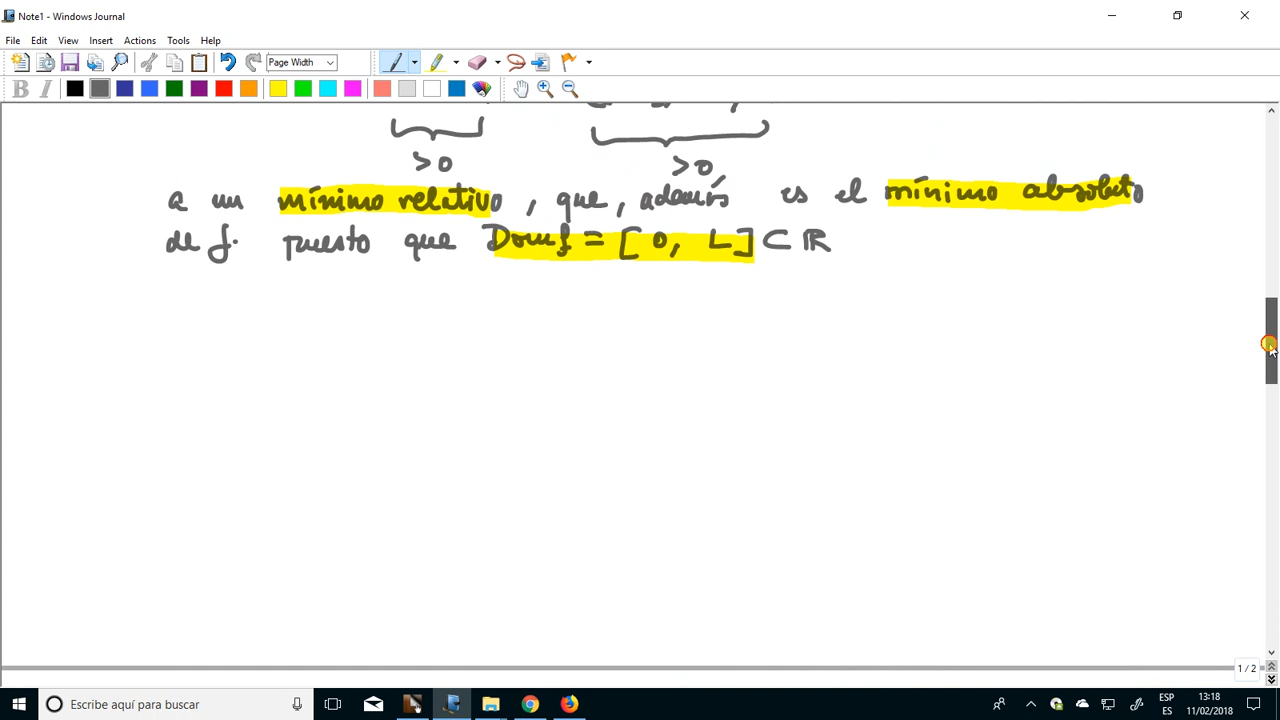 Note1 - Windows Journal
File Edit View Insert Actions Tools Help
Page Width
B I
>0 >0
a un mínimo relativo, que, además es el mínimo absoluto
de f. puesto que Dom f = [0, L] ⊂ ℝ
1 / 2
Escribe aquí para buscar
ESP 13:18
ES 11/02/2018